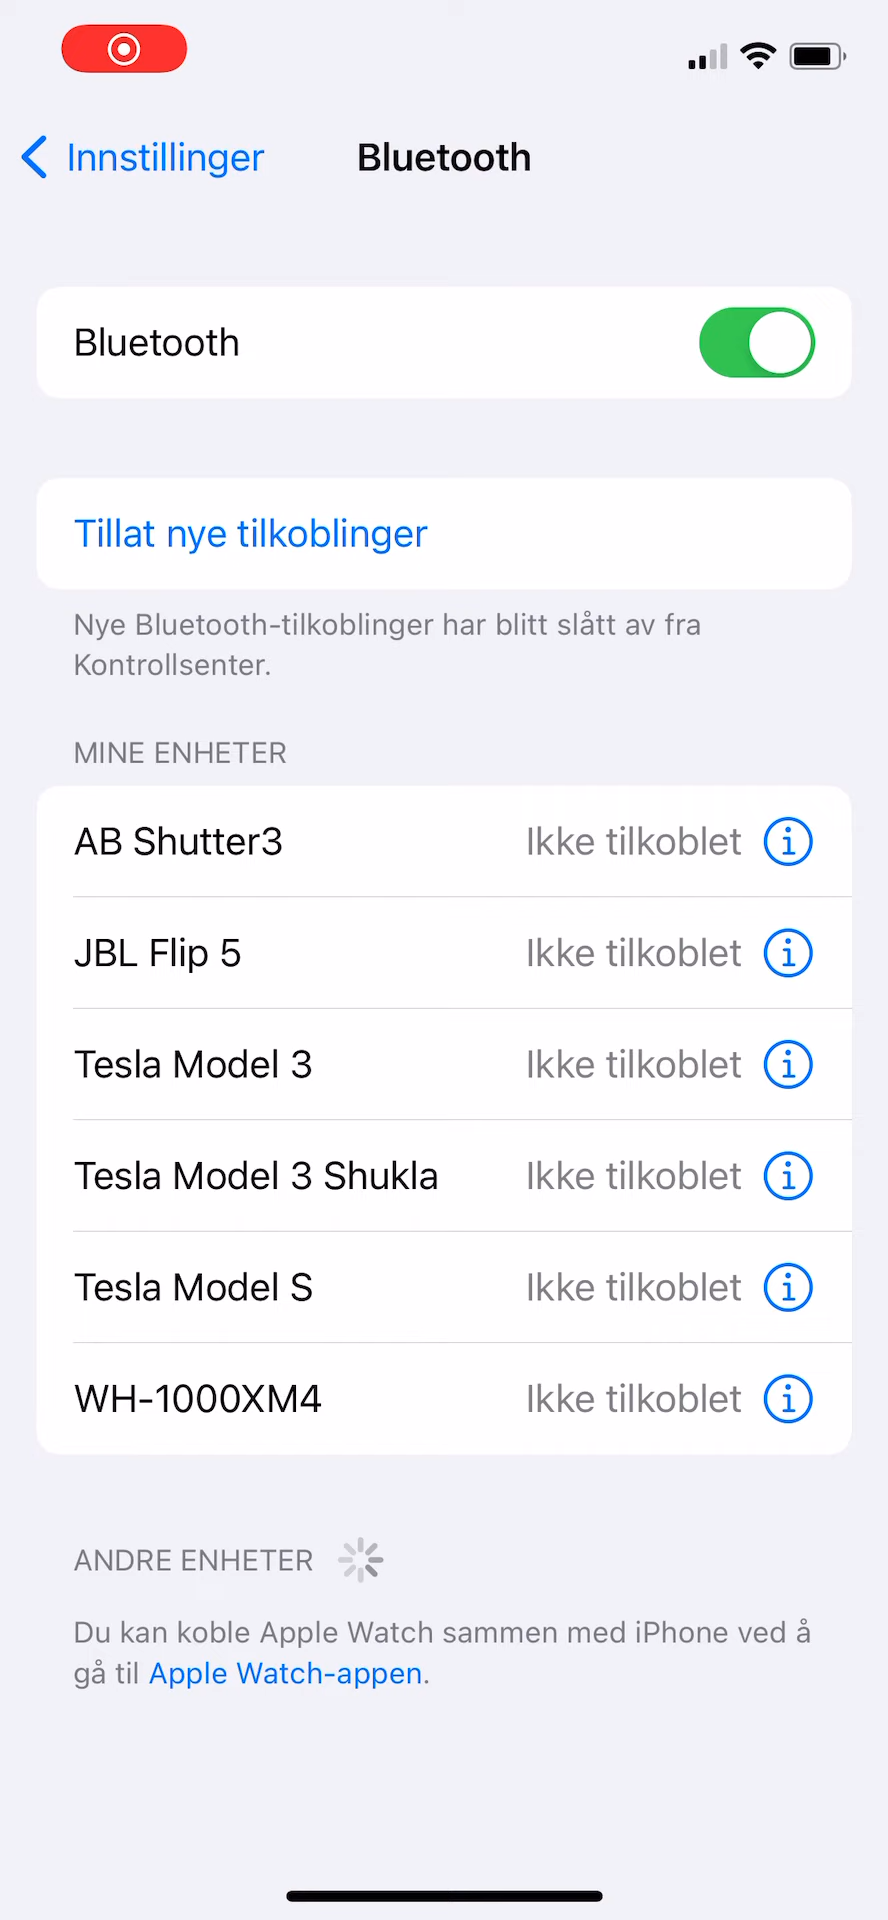 Innstillinger
Bluetooth
Bluetooth
Tillat nye tilkoblinger
Nye Bluetooth-tilkoblinger har blitt slått av fra
Kontrollsenter.
MINE ENHETER
AB Shutter3 Ikke tilkoblet
JBL Flip 5 Ikke tilkoblet
Tesla Model 3 Ikke tilkoblet
Tesla Model 3 Shukla Ikke tilkoblet
Tesla Model S Ikke tilkoblet
WH-1000XM4 Ikke tilkoblet
ANDRE ENHETER
Du kan koble Apple Watch sammen med iPhone ved å
gå til Apple Watch-appen.